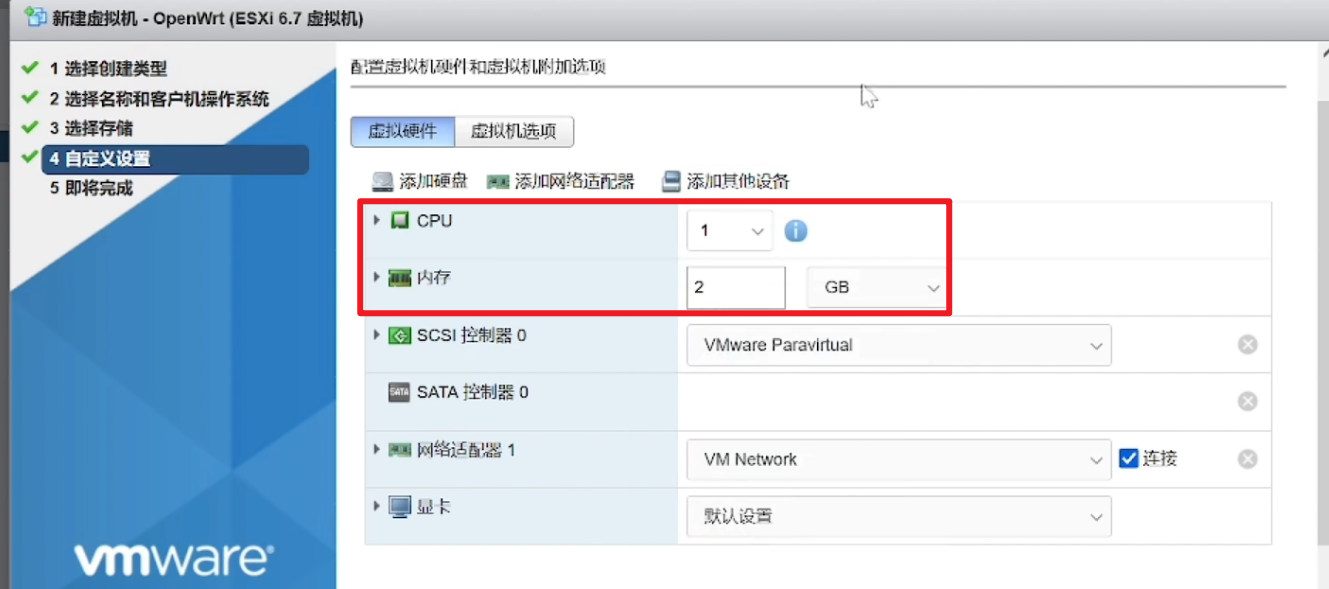 新建虚拟机 - OpenWrt (ESXi 6.7 虚拟机)
1 选择创建类型
2 选择名称和客户机操作系统
3 选择存储
4 自定义设置
5 即将完成
配置虚拟机硬件和虚拟机附加选项
虚拟硬件 虚拟机选项
添加硬盘 添加网络适配器 添加其他设备
CPU 1
内存 2 GB
SCSI 控制器 0 VMware Paravirtual
SATA 控制器 0
网络适配器 1 VM Network 连接
显卡 默认设置
vmware®